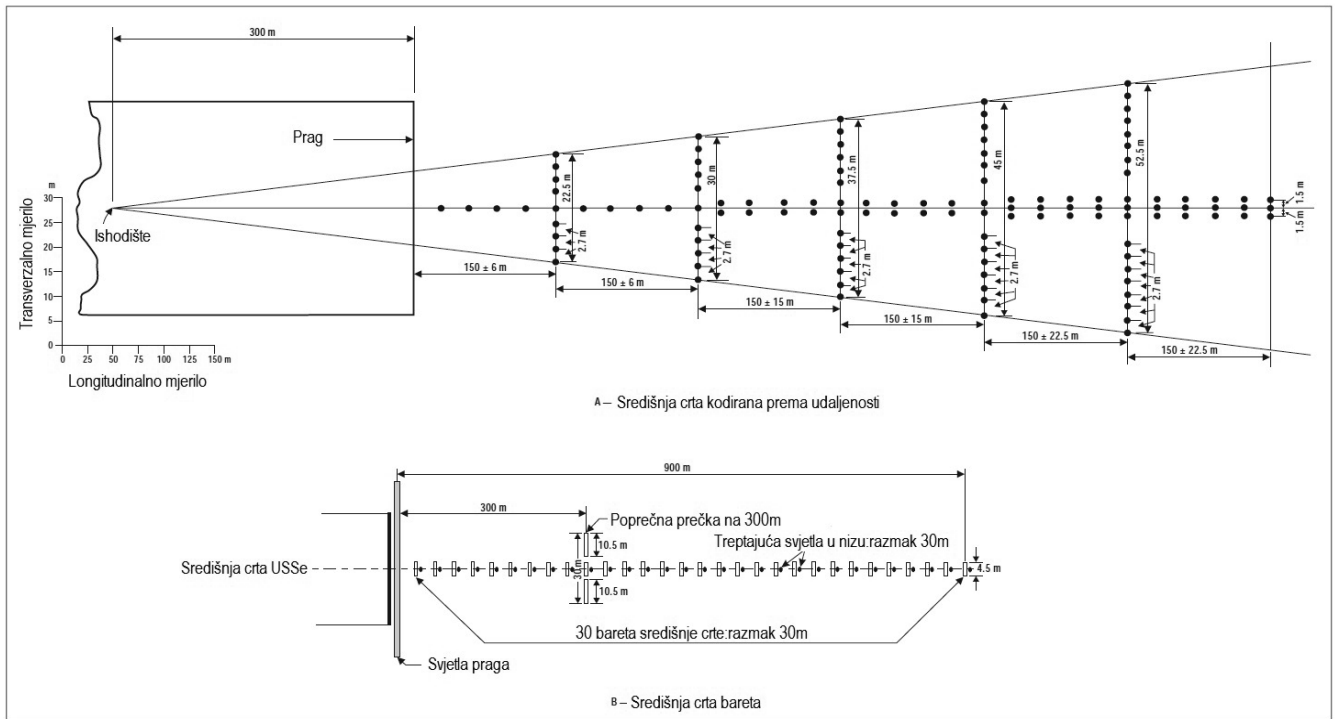 300 m
Prag
m
30
25
20
15
10
5
0
Transverzalno mjerilo
0 25 50 75 100 125 150 m
Longitudinalno mjerilo
Ishodište
22.5 m
2.7 m
30 m
2.7 m
37.5 m
2.7 m
45 m
2.7 m
52.5 m
2.7 m
1.5 m
1.5 m
150 ± 6 m
150 ± 6 m
150 ± 15 m
150 ± 15 m
150 ± 22.5 m
150 ± 22.5 m
A – Središnja crta kodirana prema udaljenosti
900 m
300 m
Poprečna prečka na 300m
10.5 m
Treptajuća svjetla u nizu:razmak 30m
Središnja crta USSe
30 m
4.5 m
10.5 m
30 bareta središnje crte:razmak 30m
Svjetla praga
B – Središnja crta bareta